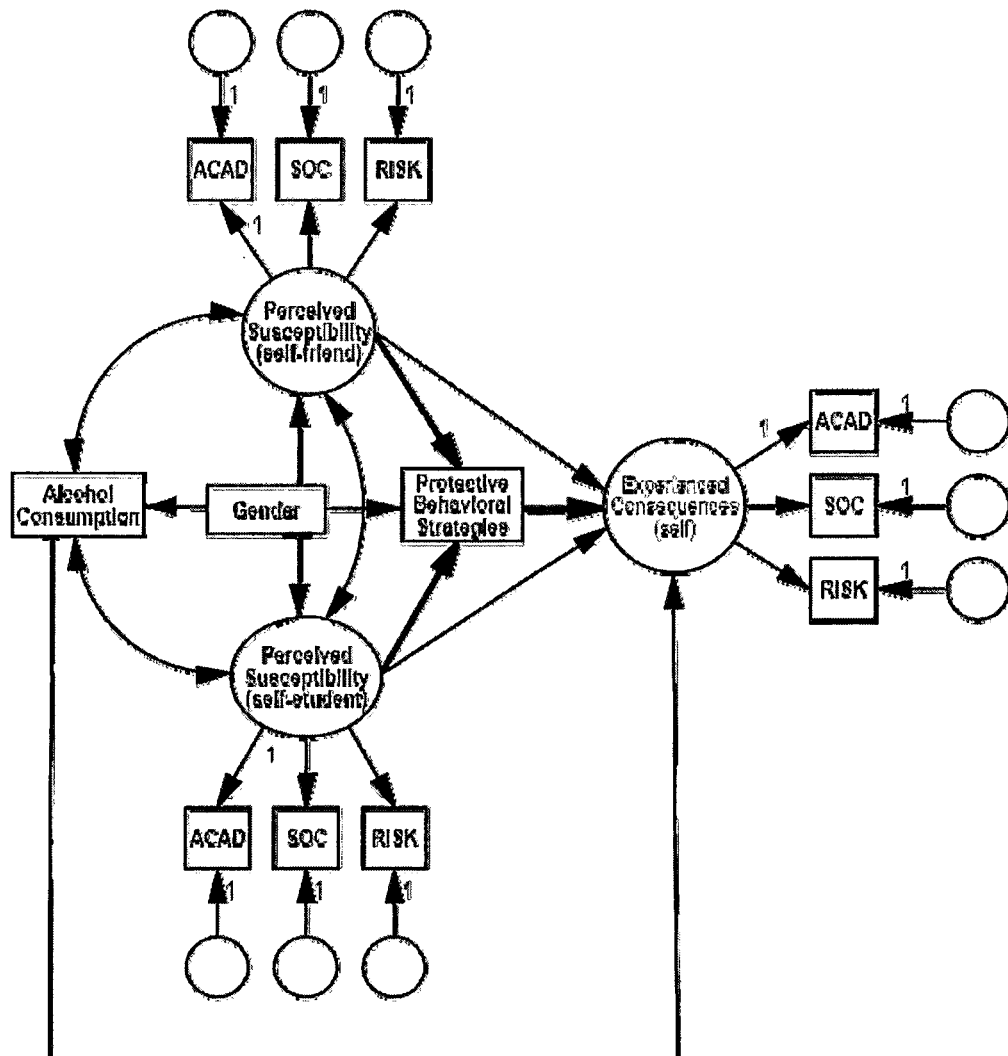 1
1
1
ACAD
SOC
RISK
1
Perceived
Susceptibility
(self-friend)
Alcohol
Consumption
Gender
Protective
Behavioral
Strategies
Experienced
Consequences
(self)
1
ACAD
1
SOC
1
RISK
1
Perceived
Susceptibility
(self-student)
1
ACAD
SOC
RISK
1
1
1